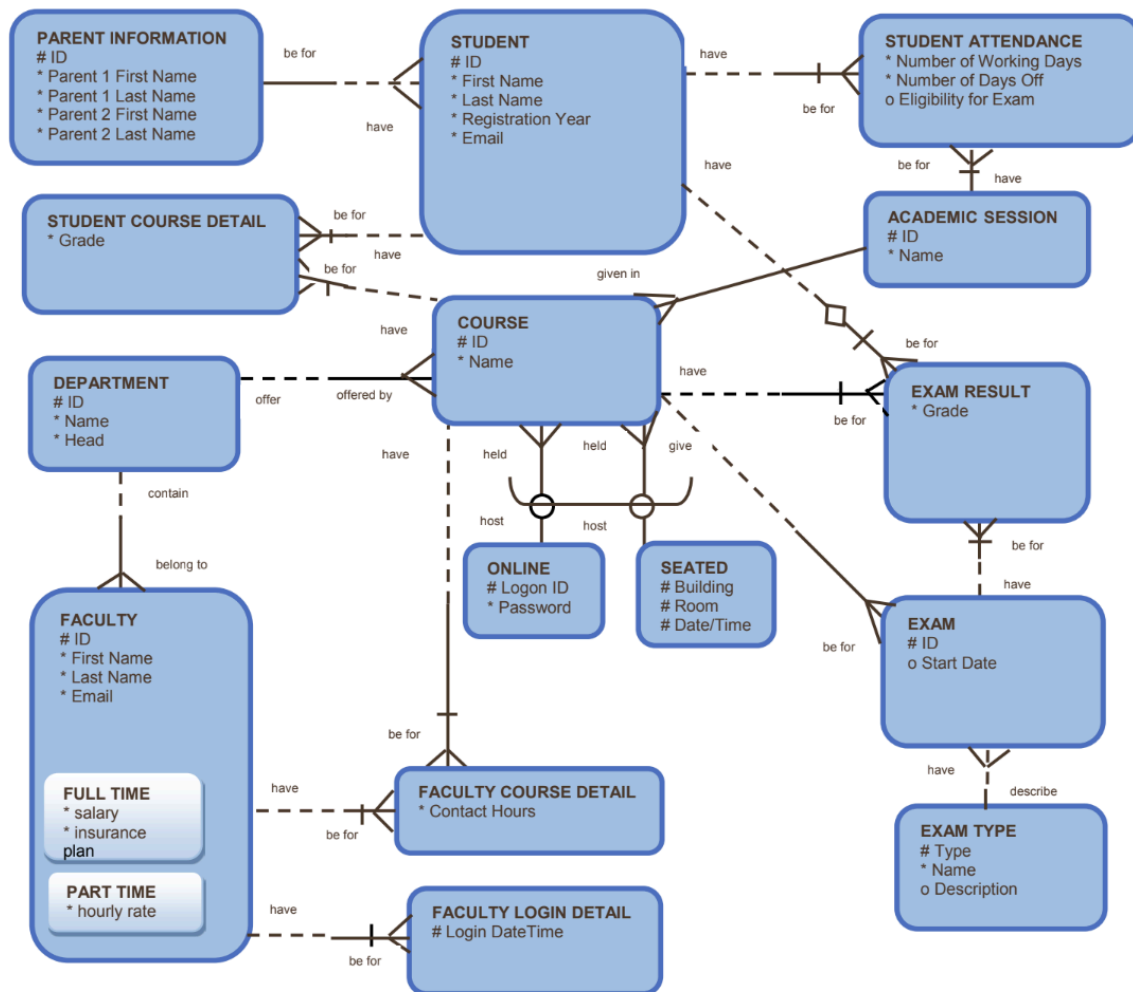 PARENT INFORMATION
# ID
* Parent 1 First Name
* Parent 1 Last Name
* Parent 2 First Name
* Parent 2 Last Name
be for
have
STUDENT
# ID
* First Name
* Last Name
* Registration Year
* Email
have
be for
STUDENT ATTENDANCE
* Number of Working Days
* Number of Days Off
o Eligibility for Exam
be for
have
have
STUDENT COURSE DETAIL
* Grade
be for
have
be for
have
ACADEMIC SESSION
# ID
* Name
given in
COURSE
# ID
* Name
DEPARTMENT
# ID
* Name
* Head
offer
offered by
have
have
be for
be for
EXAM RESULT
* Grade
held
held
give
host
host
contain
belong to
ONLINE
# Logon ID
* Password
SEATED
# Building
# Room
# Date/Time
be for
have
be for
EXAM
# ID
o Start Date
FACULTY
# ID
* First Name
* Last Name
* Email
FULL TIME
* salary
* insurance
plan
PART TIME
* hourly rate
be for
have
be for
FACULTY COURSE DETAIL
* Contact Hours
have
describe
EXAM TYPE
# Type
* Name
o Description
have
be for
FACULTY LOGIN DETAIL
# Login DateTime